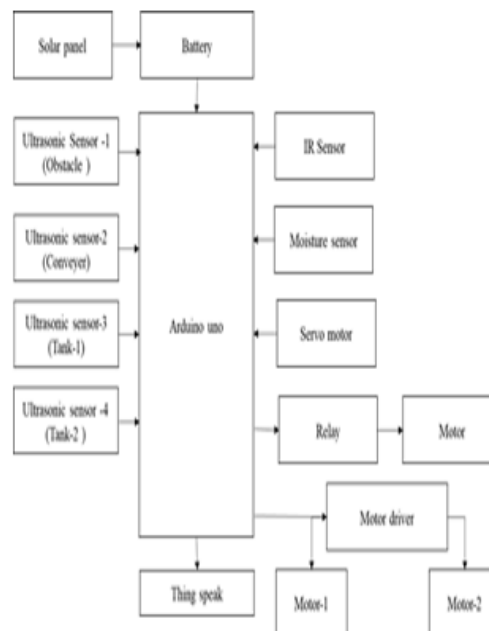 Solar panel
Battery
Ultrasonic Sensor -1
(Obstacle )
IR Sensor
Ultrasonic sensor-2
(Conveyer)
Moisture sensor
Arduino uno
Ultrasonic sensor-3
(Tank-1)
Servo motor
Ultrasonic sensor -4
(Tank-2 )
Relay
Motor
Motor driver
Thing speak
Motor-1
Motor-2